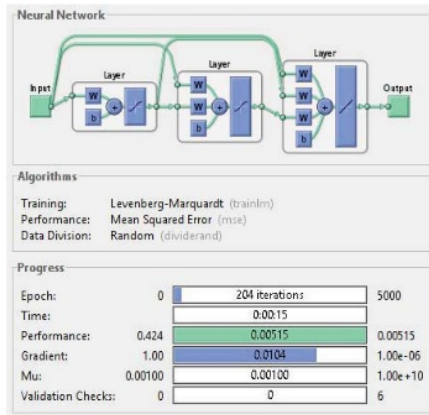 Neural Network
Layer
Layer
Layer
Input
Output
W
b
W
W
b
W
W
W
b
Algorithms
Training: Levenberg-Marquardt (trainlm)
Performance: Mean Squared Error (mse)
Data Division: Random (dividerand)
Progress
Epoch: 0 204 iterations 5000
Time: 0:00:15
Performance: 0.424 0.00515 0.00515
Gradient: 1.00 0.0104 1.00e-06
Mu: 0.00100 0.00100 1.00e+10
Validation Checks: 0 0 6